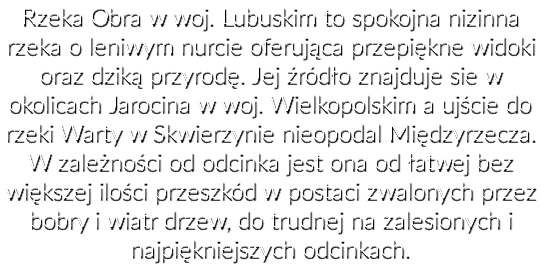 Rzeka Obra w woj. Lubuskim to spokojna nizinna
rzeka o leniwym nurcie oferująca przepiękne widoki
oraz dziką przyrodę. Jej źródło znajduje sie w
okolicach Jarocina w woj. Wielkopolskim a ujście do
rzeki Warty w Skwierzynie nieopodal Międzyrzecza.
W zależności od odcinka jest ona od łatwej bez
większej ilości przeszkód w postaci zwalonych przez
bobry i wiatr drzew, do trudnej na zalesionych i
najpiękniejszych odcinkach.